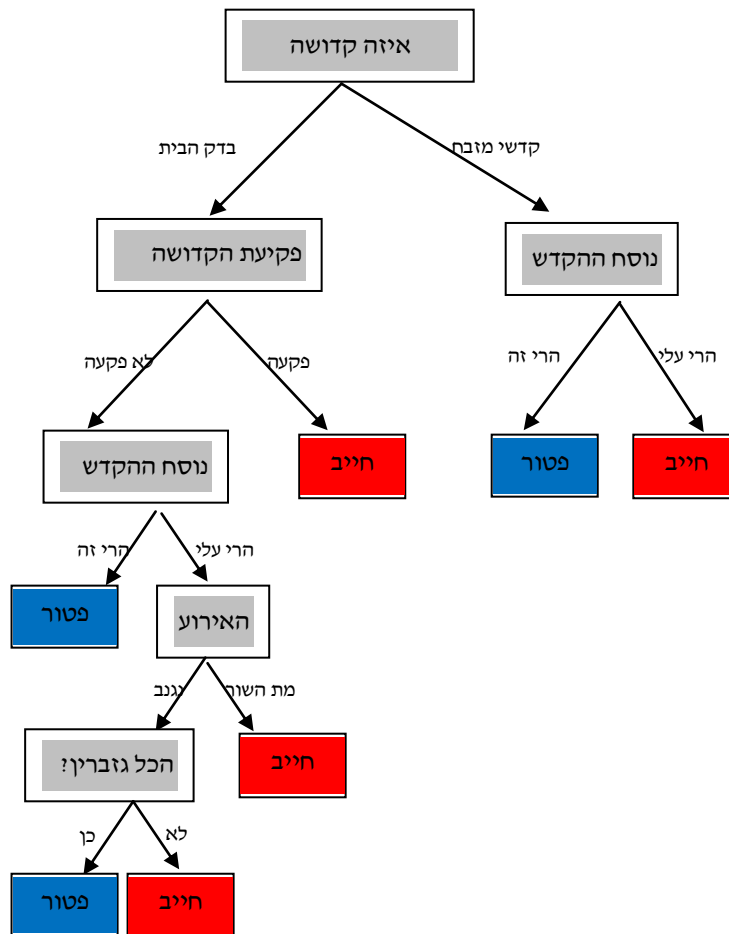 איזה קדושה
קדשי מזבח
בדק הבית
נוסח ההקדש
פקיעת הקדושה
הרי עלי
הרי זה
פקעה
לא פקעה
חייב
פטור
חייב
נוסח ההקדש
הרי עלי
הרי זה
האירוע
פטור
מת השור
נגנב
חייב
הכל גזברין?
לא
כן
חייב
פטור